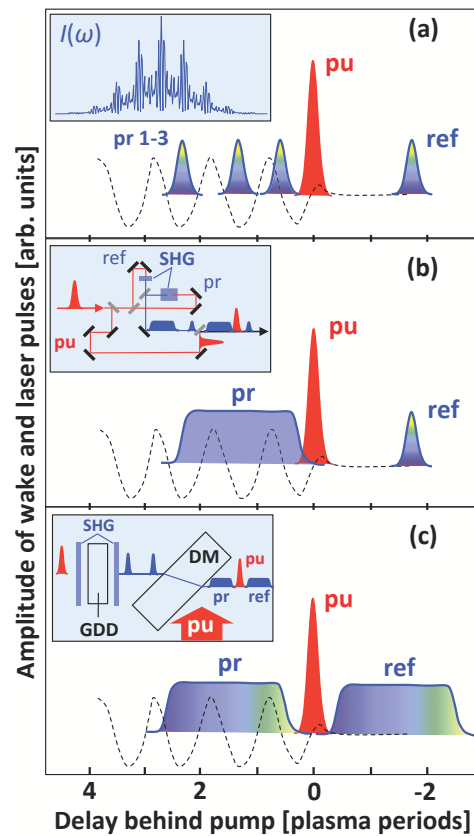 Amplitude of wake and laser pulses [arb. units]
I(ω)
(a)
pu
pr 1-3
ref
(b)
ref
SHG
pr
pu
pu
pr
ref
(c)
SHG
DM
pu
pr
ref
GDD
pu
pu
pr
ref
4
2
0
-2
Delay behind pump [plasma periods]